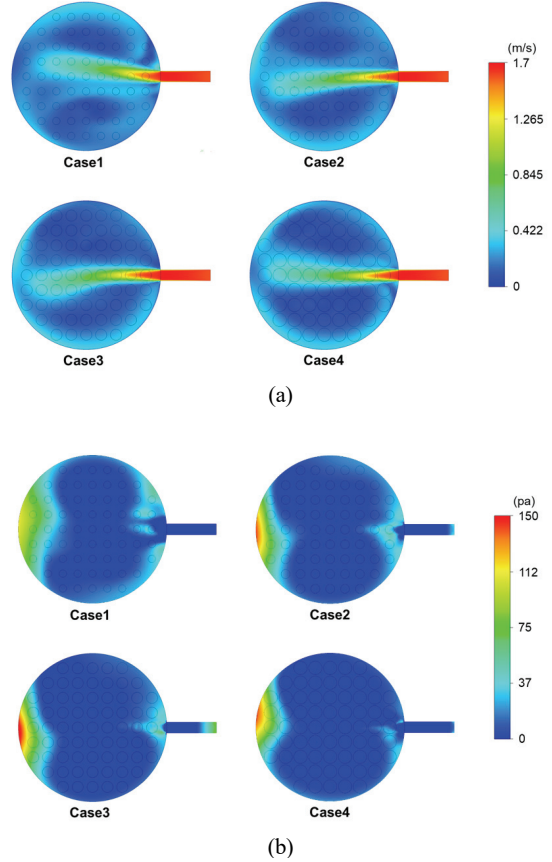 (m/s)
1.7
1.265
0.845
0.422
0
Case1
Case2
Case3
Case4
(a)
(pa)
150
112
75
37
0
Case1
Case2
Case3
Case4
(b)